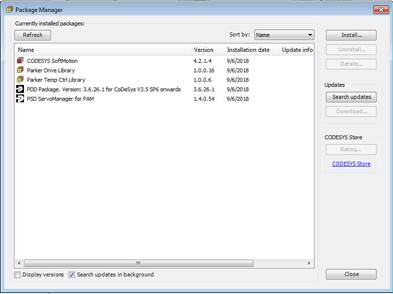 Package Manager
Currently installed packages:
Refresh
Sort by: Name
Install...
Name Version Installation date Update info
Uninstall...
Details...
CODESYS SoftMotion 4.2.1.4 9/6/2018
Parker Drive Library 1.0.0.16 9/6/2018
Parker Temp Ctrl Library 1.0.0.6 9/6/2018
PDD Package. Version: 3.6.26.1 for CoDeSys V3.5 SP6 onwards 3.6.26.1 9/6/2018
PSD ServoManager for PAM 1.4.0.54 9/6/2018
Updates
Search updates
Download...
CODESYS Store
Rating...
CODESYS Store
Display versions
Search updates in background
Close